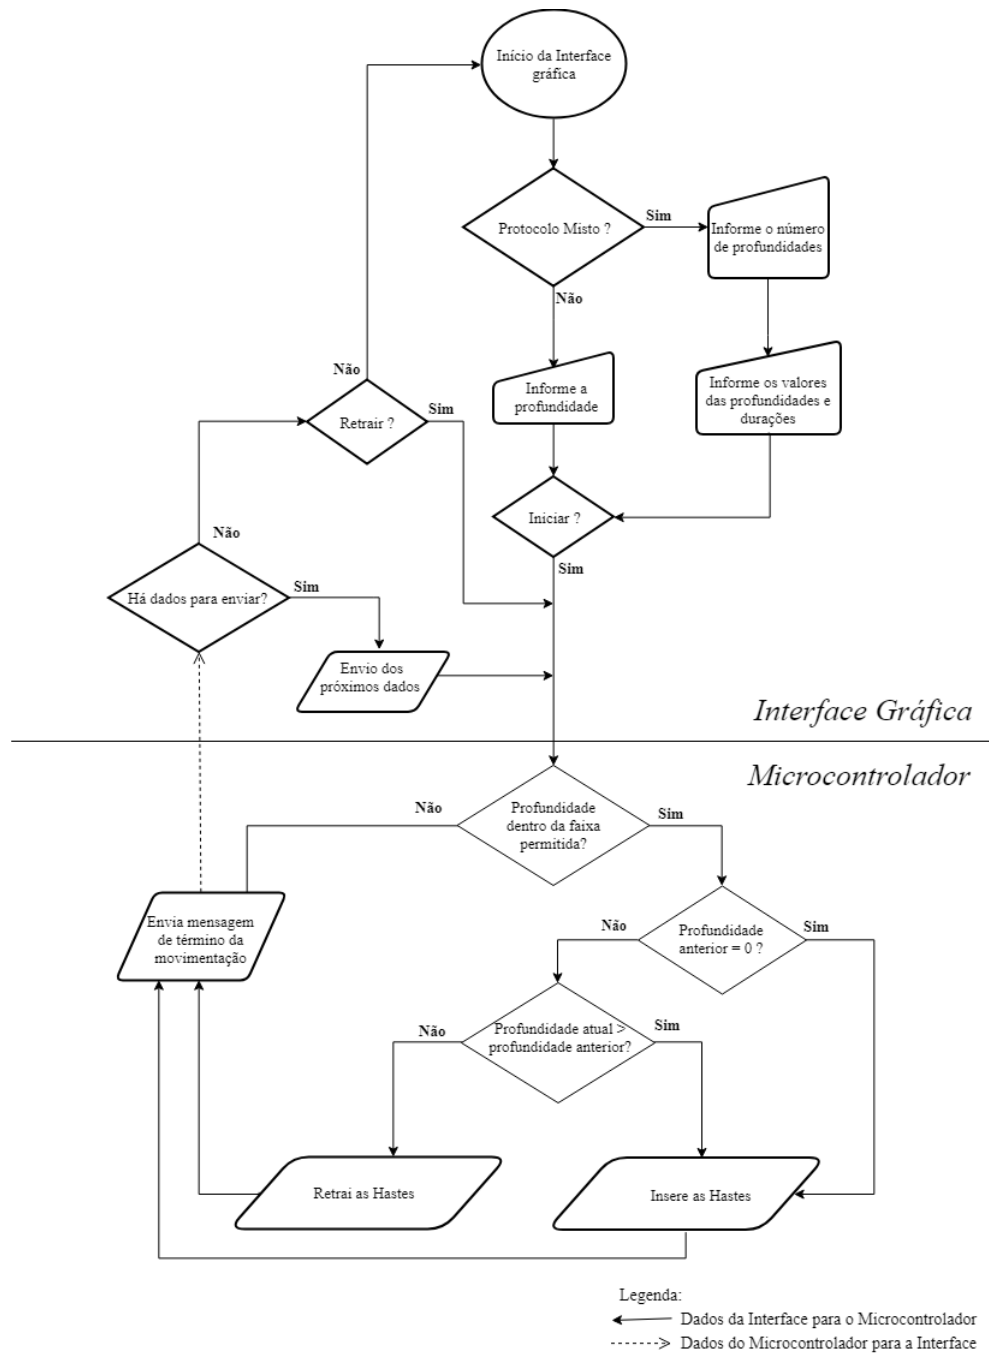 Início da Interface
gráfica
Protocolo Misto ?
Sim
Informe o número
de profundidades
Não
Informe a
profundidade
Informe os valores
das profundidades e
durações
Não
Retrair ?
Sim
Iniciar ?
Sim
Não
Há dados para enviar?
Sim
Envio dos
próximos dados
Interface Gráfica
Microcontrolador
Não
Profundidade
dentro da faixa
permitida?
Sim
Envia mensagem
de término da
movimentação
Não
Profundidade
anterior = 0 ?
Sim
Não
Profundidade atual >
profundidade anterior?
Sim
Retrai as Hastes
Insere as Hastes
Legenda:
Dados da Interface para o Microcontrolador
Dados do Microcontrolador para a Interface